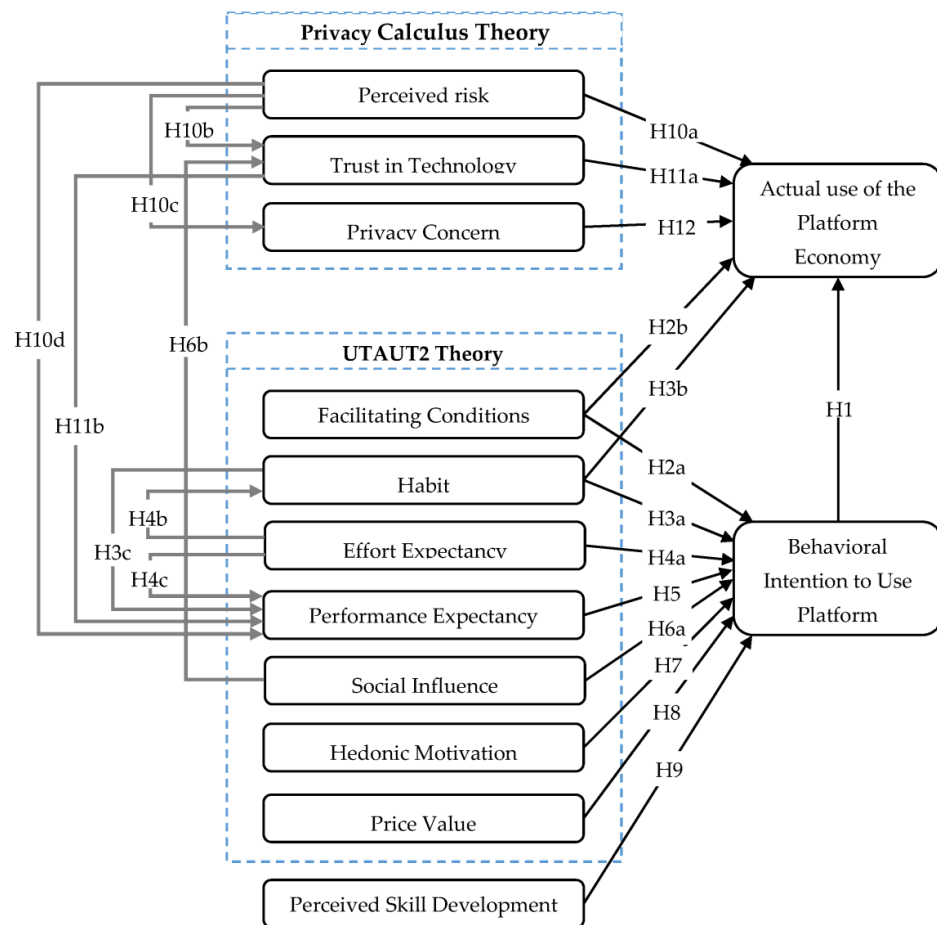 Privacy Calculus Theory
Perceived risk
H10a
H10b
Trust in Technology
H11a
Actual use of the
Platform
Economy
H10c
Privacy Concern
H12
H10d
H6b
H2b
UTAUT2 Theory
H3b
Facilitating Conditions
H1
H11b
H2a
Habit
H3a
H4b
H3c
Effort Expectancy
H4a
Behavioral
Intention to Use
Platform
H4c
H5
Performance Expectancy
H6a
Social Influence
H7
Hedonic Motivation
H8
H9
Price Value
Perceived Skill Development